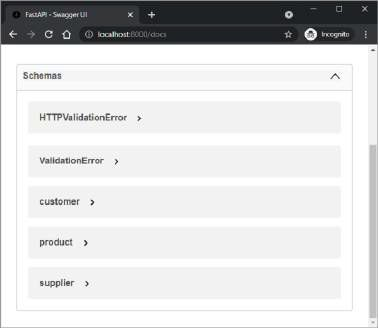 FastAPI - Swagger UI
localhost:8000/docs
Incognito
Schemas
HTTPValidationError
ValidationError
customer
product
supplier